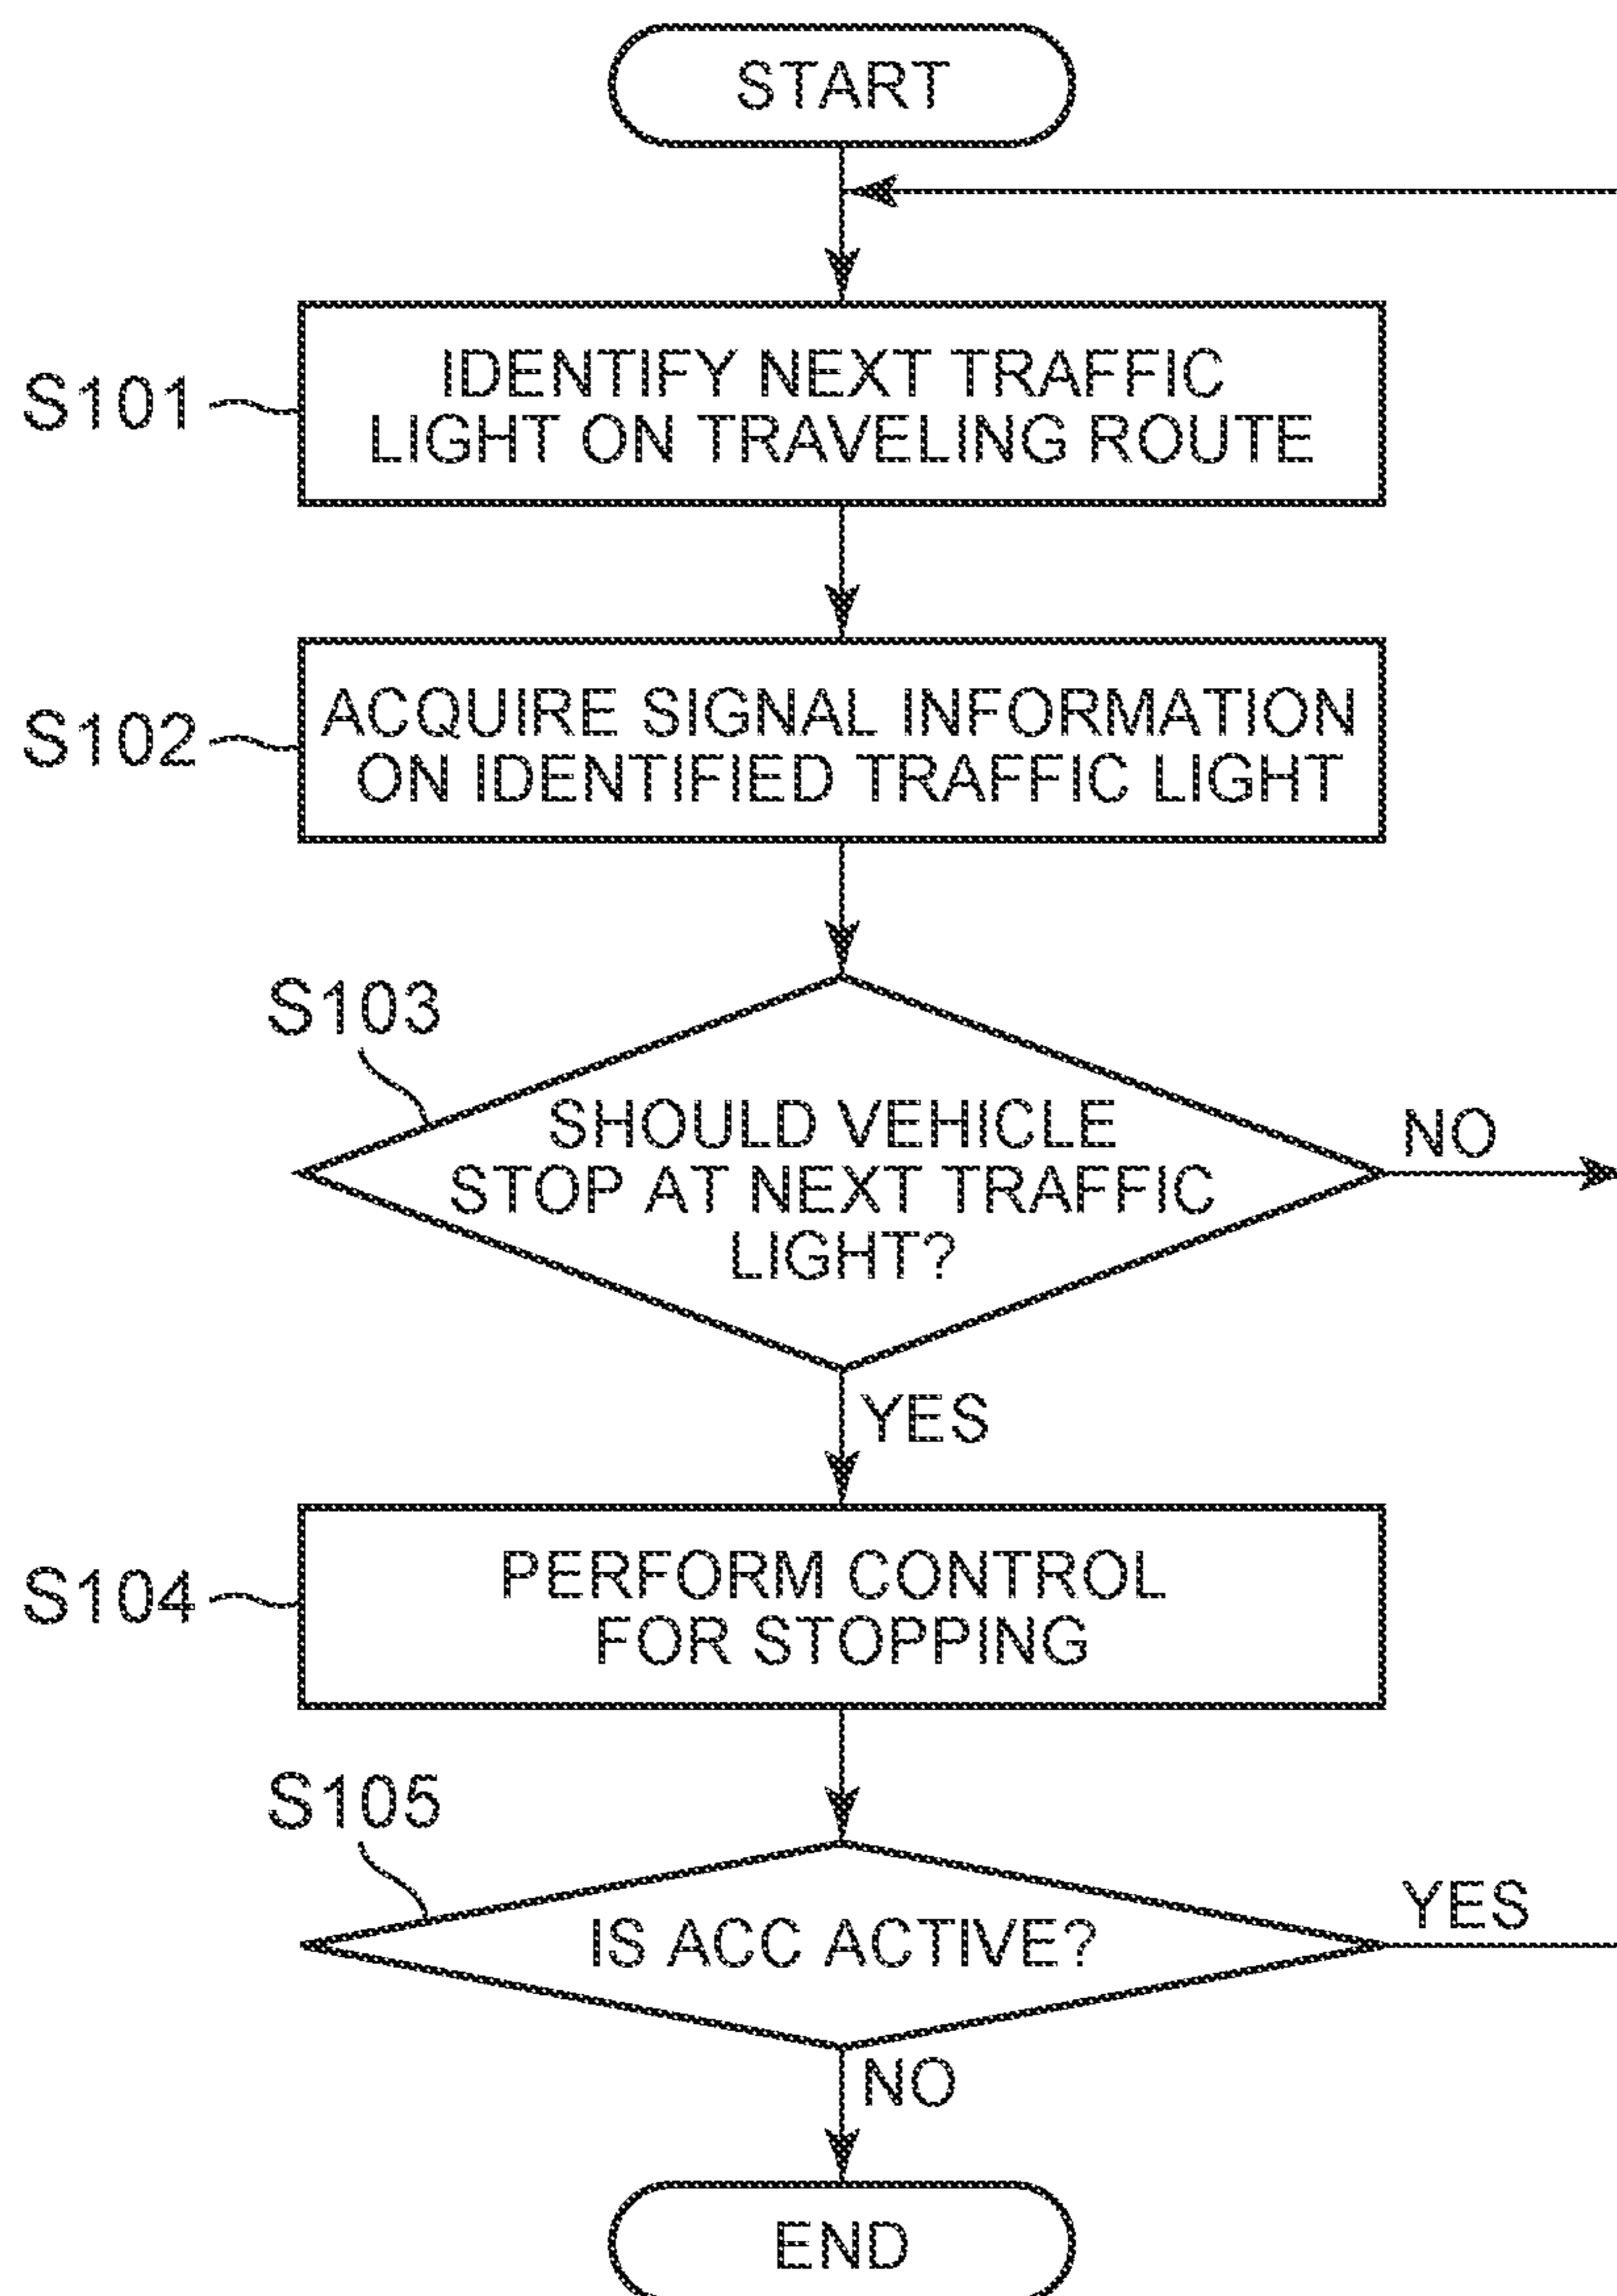 START
S101
IDENTIFY NEXT TRAFFIC
LIGHT ON TRAVELING ROUTE
S102
ACQUIRE SIGNAL INFORMATION
ON IDENTIFIED TRAFFIC LIGHT
S103
SHOULD VEHICLE
STOP AT NEXT TRAFFIC
LIGHT?
NO
YES
S104
PERFORM CONTROL
FOR STOPPING
S105
IS ACC ACTIVE?
YES
NO
END